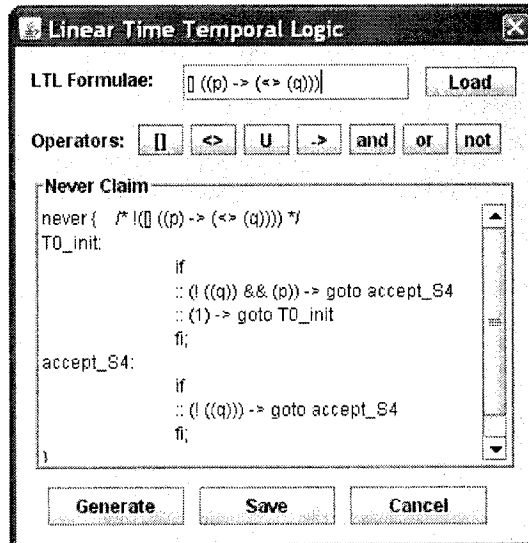 Linear Time Temporal Logic
LTL Formulae: [] ((p) -> (<> (q))) Load
Operators: [] <> U -> and or not
Never Claim
never { /* !([] ((p) -> (<> (q)))) */
T0_init:
if
:: (! ((q)) && (p)) -> goto accept_S4
:: (1) -> goto T0_init
fi;
accept_S4:
if
:: (! ((q))) -> goto accept_S4
fi;
}
Generate Save Cancel